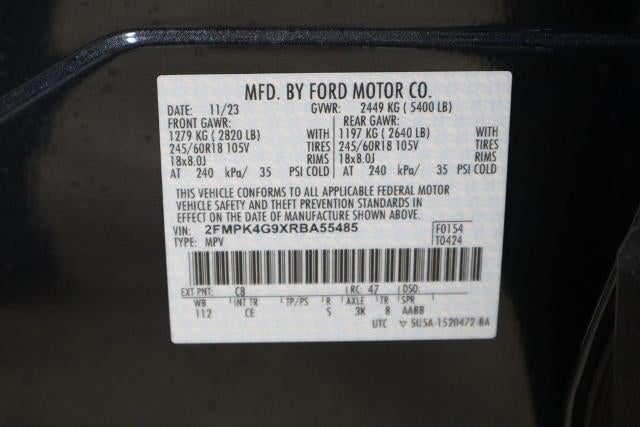 MFD. BY FORD MOTOR CO.
DATE: 11/23 GVWR: 2449 KG ( 5400 LB)
FRONT GAWR: REAR GAWR:
1279 KG ( 2820 LB) WITH 1197 KG ( 2640 LB) WITH
245/60R18 105V TIRES 245/60R18 105V TIRES
18x8.0J RIMS 18x8.0J RIMS
AT 240 kPa/ 35 PSI COLD AT 240 kPa/ 35 PSI COLD
THIS VEHICLE CONFORMS TO ALL APPLICABLE FEDERAL MOTOR
VEHICLE SAFETY AND THEFT PREVENTION STANDARDS IN
EFFECT ON THE DATE OF MANUFACTURE SHOWN ABOVE.
VIN: 2FMPK4G9XRBA55485 F0154
TYPE: MPV T0424
EXT PNT: C8 RC: 47 DSO:
WB INT TR TP/PS R AXLE TR SPR
112 CE S 3K 8 AABB
UTC ▽ 5U5A-1520472-BA